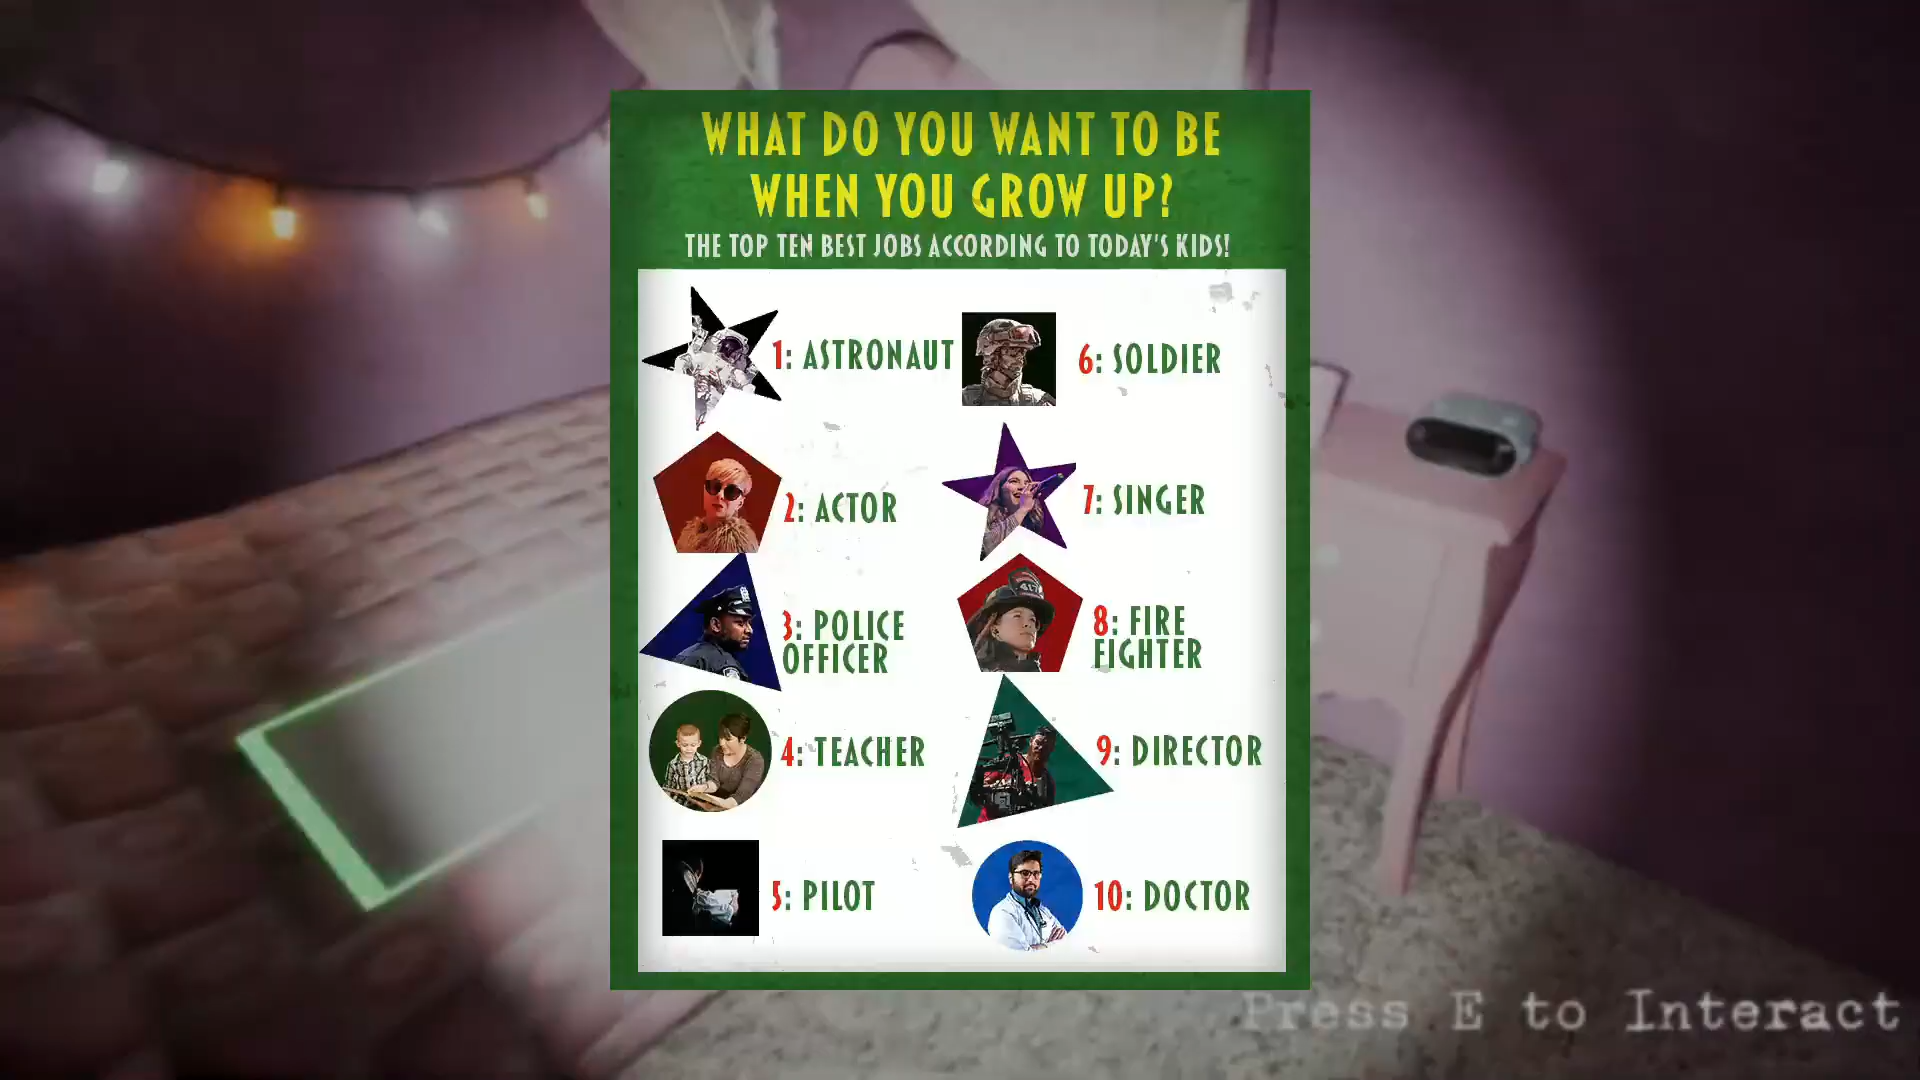 WHAT DO YOU WANT TO BE
WHEN YOU GROW UP?
THE TOP TEN BEST JOBS ACCORDING TO TODAY'S KIDS!
1: ASTRONAUT
2: ACTOR
3: POLICE
OFFICER
4: TEACHER
5: PILOT
6: SOLDIER
7: SINGER
8: FIRE
FIGHTER
9: DIRECTOR
10: DOCTOR
Press E to Interact